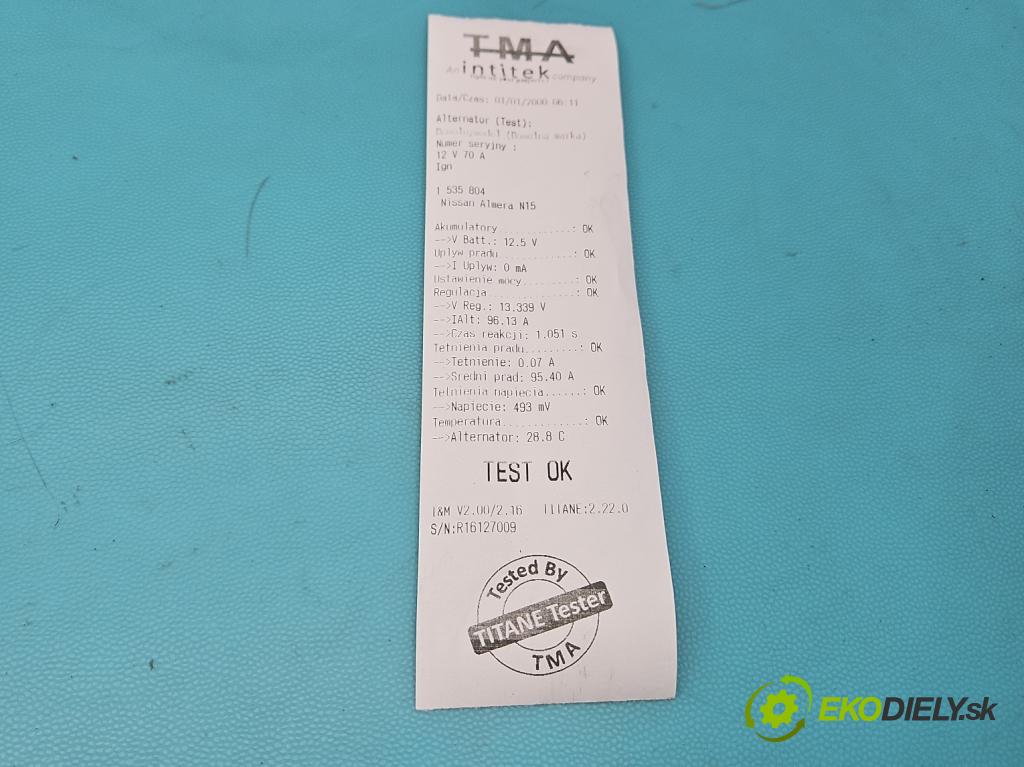 TMA
An intitek company
Data/Czas: 01/01/2000 06:11
Alternator (Test):
(Dowolna marka)
Numer seryjny :
12 V 70 A
Ign
1 535 804
Nissan Almera N15
Akumulatory............: OK
-->V Batt.: 12.5 V
Uplyw pradu............: OK
-->I Uplyw: 0 mA
Ustawienie mocy........: OK
Regulacja..............: OK
-->V Reg.: 13.339 V
-->IAlt: 96.13 A
-->Czas reakcji: 1.051 s
Tetnienia pradu.........: OK
-->Tetnienie: 0.07 A
-->Sredni prad: 95.40 A
Tetnienia napiecia......: OK
-->Napiecie: 493 mV
Temperatura.............: OK
-->Alternator: 28.8 C
TEST OK
I&M V2.00/2.16 TITANE:2.22.0
S/N:R16127009
Tested By
TITANE Tester
TMA
EKODIELY.sk